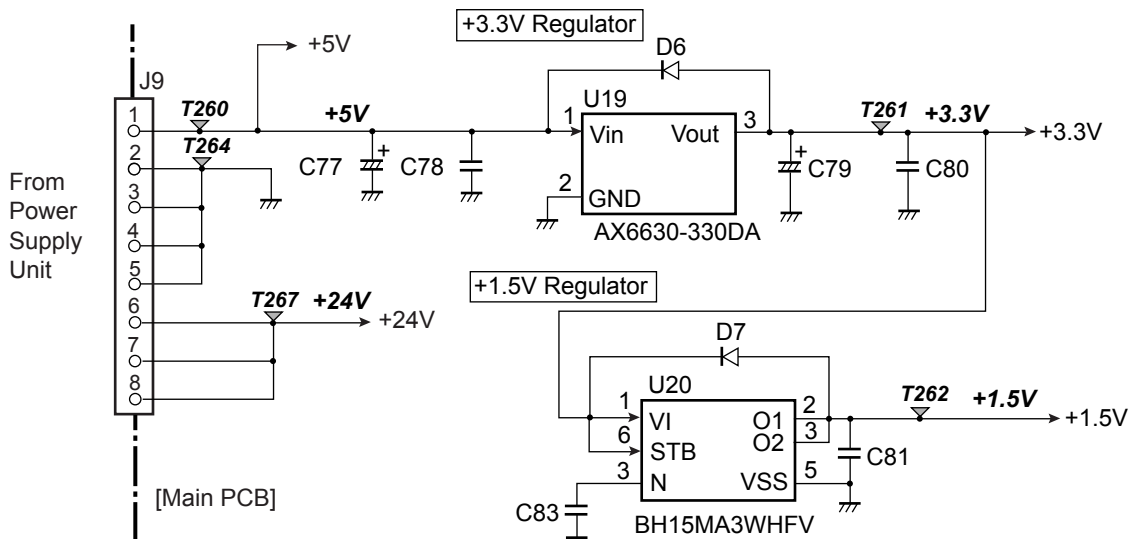 +3.3V Regulator
+5V
D6
J9
U19
1
T260
+5V
1
Vin
Vout
3
T261
+3.3V
+3.3V
2
T264
C77
+
C78
+
C79
C80
From
Power
Supply
Unit
3
2
GND
4
AX6630-330DA
5
+1.5V Regulator
6
T267
+24V
+24V
D7
7
U20
8
1
VI
O1
2
T262
+1.5V
+1.5V
6
STB
O2
3
C81
3
N
VSS
5
[Main PCB]
C83
BH15MA3WHFV